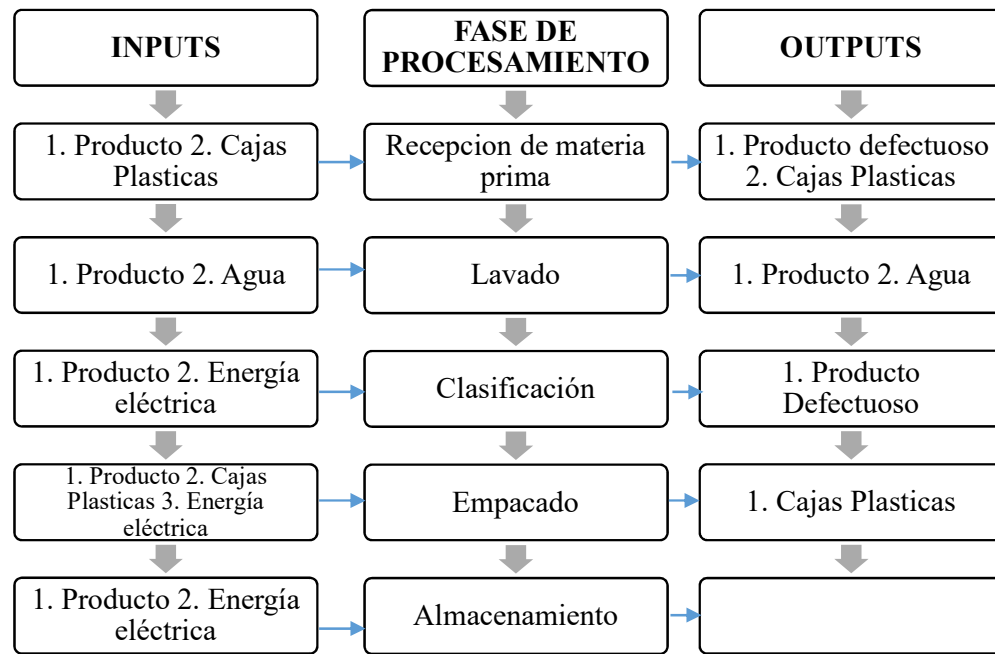 INPUTS
FASE DE
PROCESAMIENTO
OUTPUTS
1. Producto 2. Cajas
Plasticas
Recepcion de materia
prima
1. Producto defectuoso
2. Cajas Plasticas
1. Producto 2. Agua
Lavado
1. Producto 2. Agua
1. Producto 2. Energía
eléctrica
Clasificación
1. Producto
Defectuoso
1. Producto 2. Cajas
Plasticas 3. Energía
eléctrica
Empacado
1. Cajas Plasticas
1. Producto 2. Energía
eléctrica
Almacenamiento